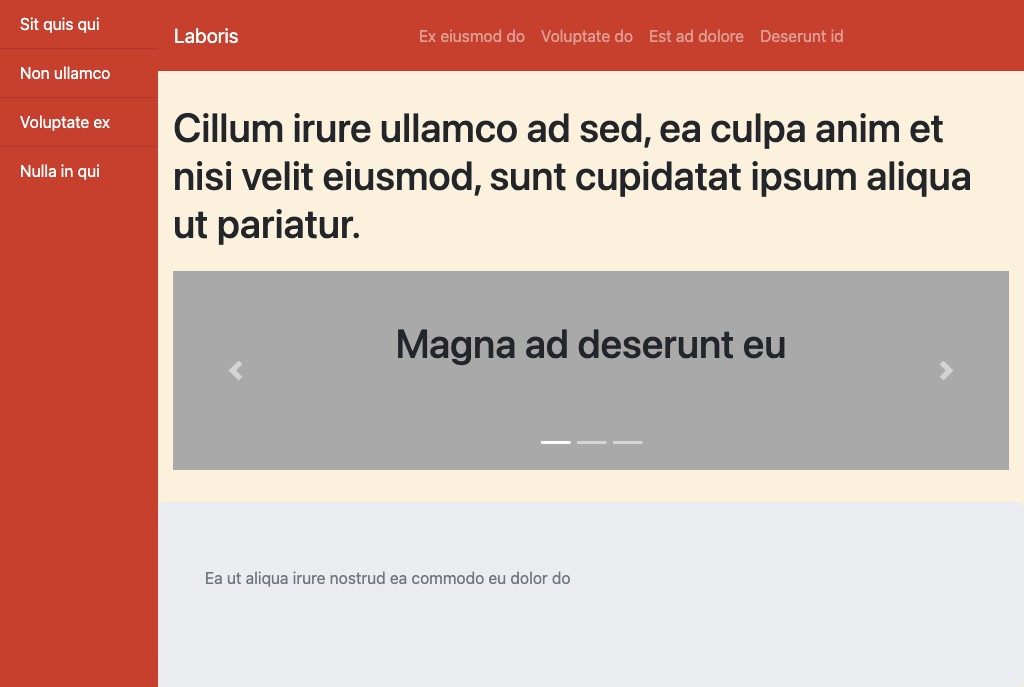 Sit quis qui
Non ullamco
Voluptate ex
Nulla in qui
Laboris
Ex eiusmod do
Voluptate do
Est ad dolore
Deserunt id
Cillum irure ullamco ad sed, ea culpa anim et
nisi velit eiusmod, sunt cupidatat ipsum aliqua
ut pariatur.
Magna ad deserunt eu
Ea ut aliqua irure nostrud ea commodo eu dolor do